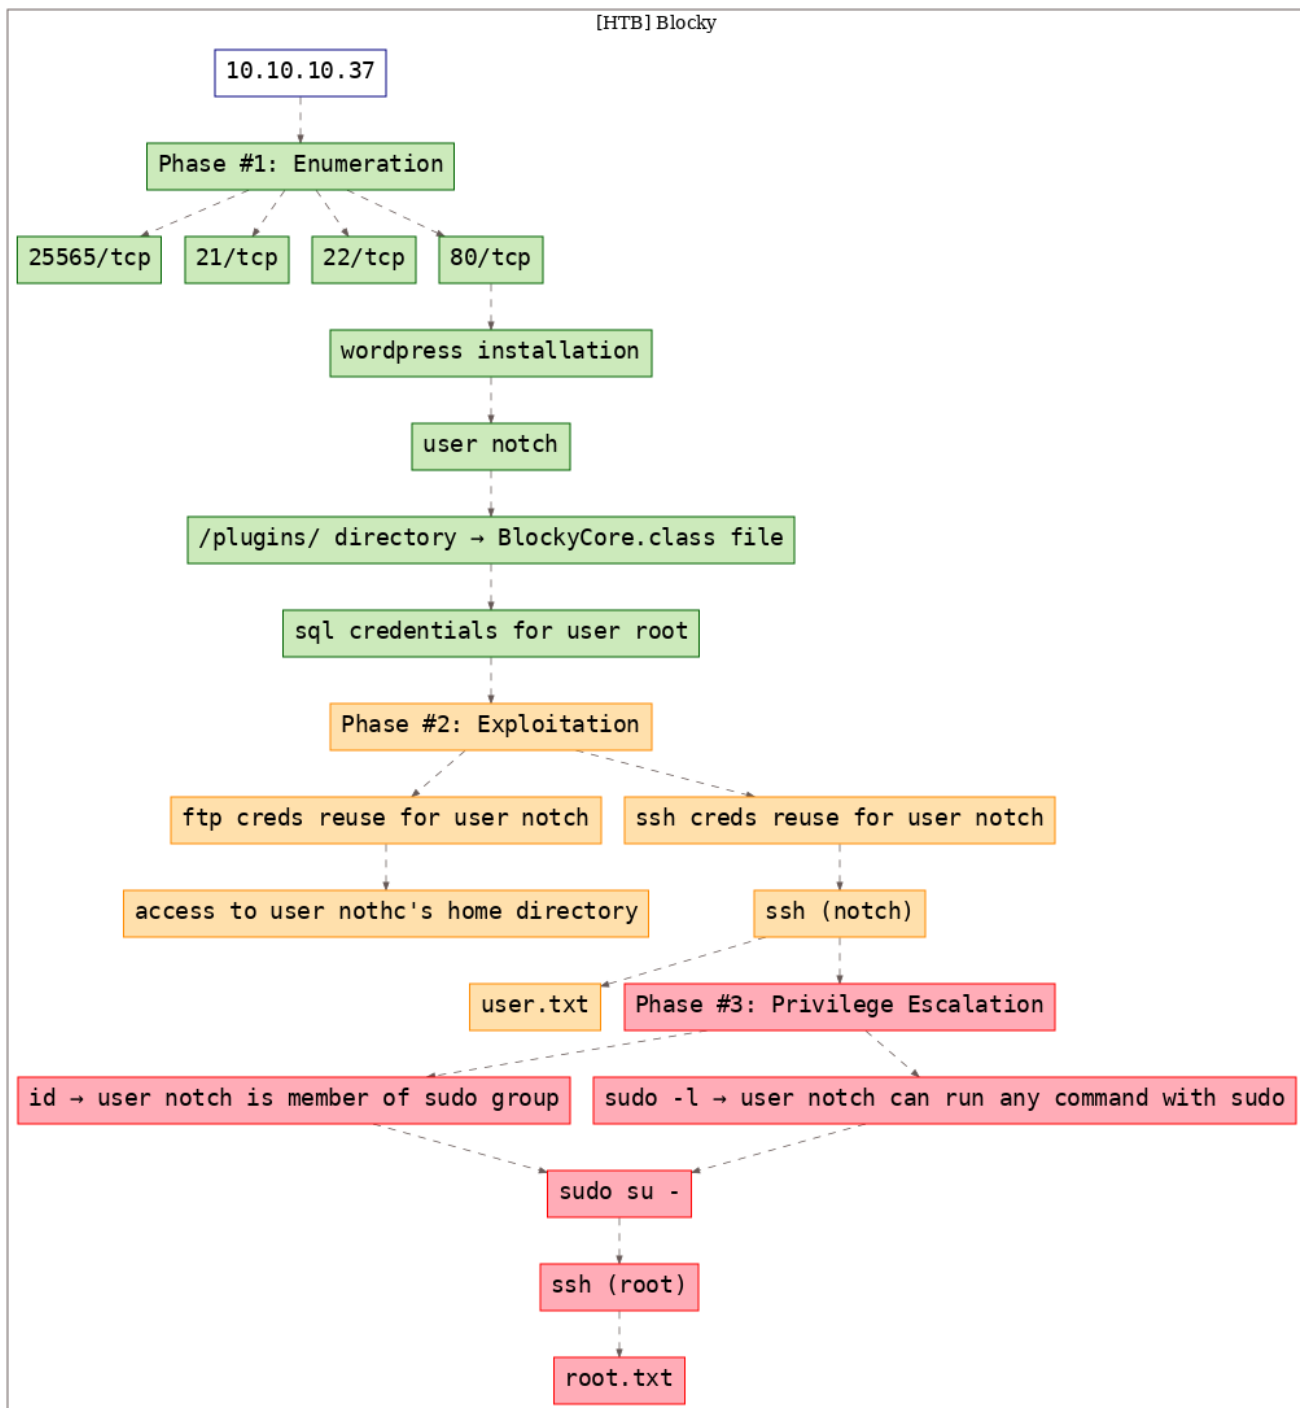 [HTB] Blocky
10.10.10.37
Phase #1: Enumeration
25565/tcp
21/tcp
22/tcp
80/tcp
wordpress installation
user notch
/plugins/ directory → BlockyCore.class file
sql credentials for user root
Phase #2: Exploitation
ftp creds reuse for user notch
ssh creds reuse for user notch
access to user nothc's home directory
ssh (notch)
user.txt
Phase #3: Privilege Escalation
id → user notch is member of sudo group
sudo -l → user notch can run any command with sudo
sudo su -
ssh (root)
root.txt